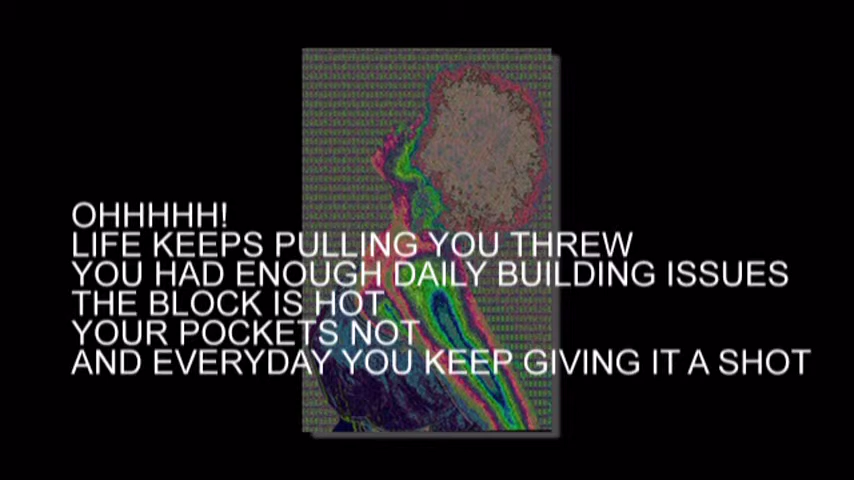 OHHHHH!
LIFE KEEPS PULLING YOU THREW
YOU HAD ENOUGH DAILY BUILDING ISSUES
THE BLOCK IS HOT
YOUR POCKETS NOT
AND EVERYDAY YOU KEEP GIVING IT A SHOT